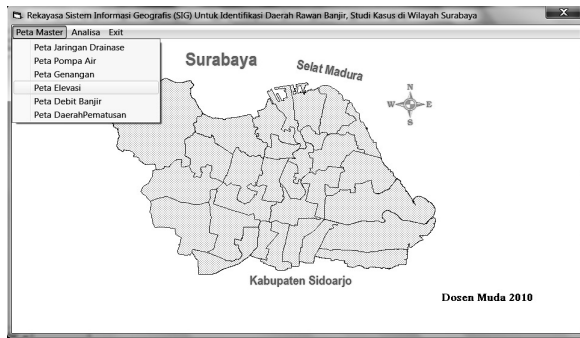 Rekayasa Sistem Informasi Geografis (SIG) Untuk Identifikasi Daerah Rawan Banjir, Studi Kasus di Wilayah Surabaya
Peta Master Analisa Exit
Peta Jaringan Drainase
Peta Pompa Air
Peta Genangan
Peta Elevasi
Peta Debit Banjir
Peta DaerahPematusan
Surabaya
Selat Madura
N
W E
S
Kabupaten Sidoarjo
Dosen Muda 2010